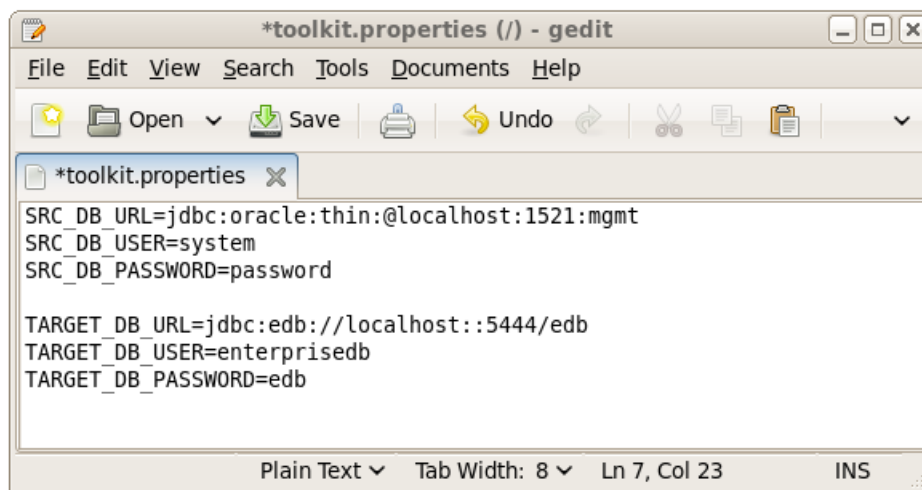 *toolkit.properties (/) - gedit
File Edit View Search Tools Documents Help
Open Save Undo
*toolkit.properties
SRC_DB_URL=jdbc:oracle:thin:@localhost:1521:mgmt
SRC_DB_USER=system
SRC_DB_PASSWORD=password
TARGET_DB_URL=jdbc:edb://localhost::5444/edb
TARGET_DB_USER=enterprisedb
TARGET_DB_PASSWORD=edb
Plain Text Tab Width: 8 Ln 7, Col 23 INS